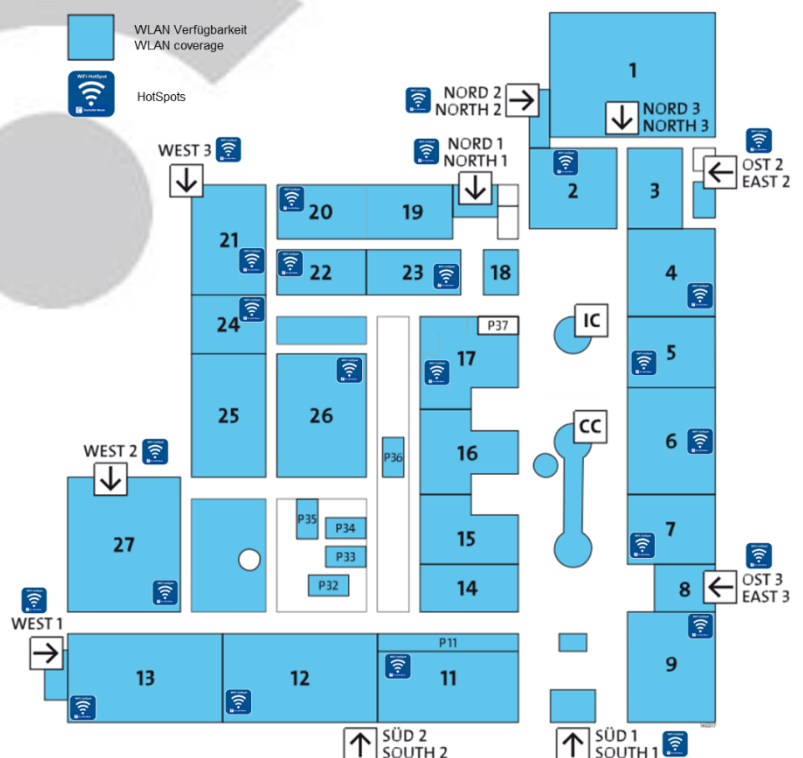 WLAN Verfügbarkeit
WLAN coverage
WiFi HotSpot
HotSpots
1
NORD 2
NORTH 2
NORD 3
NORTH 3
NORD 1
NORTH 1
WEST 3
OST 2
EAST 2
2
3
20
19
21
22
23
18
4
24
P37
IC
17
5
25
26
CC
16
6
P36
WEST 2
27
P35
P34
P33
P32
15
7
14
8
OST 3
EAST 3
WEST 1
P11
13
12
11
9
SÜD 2
SOUTH 2
SÜD 1
SOUTH 1